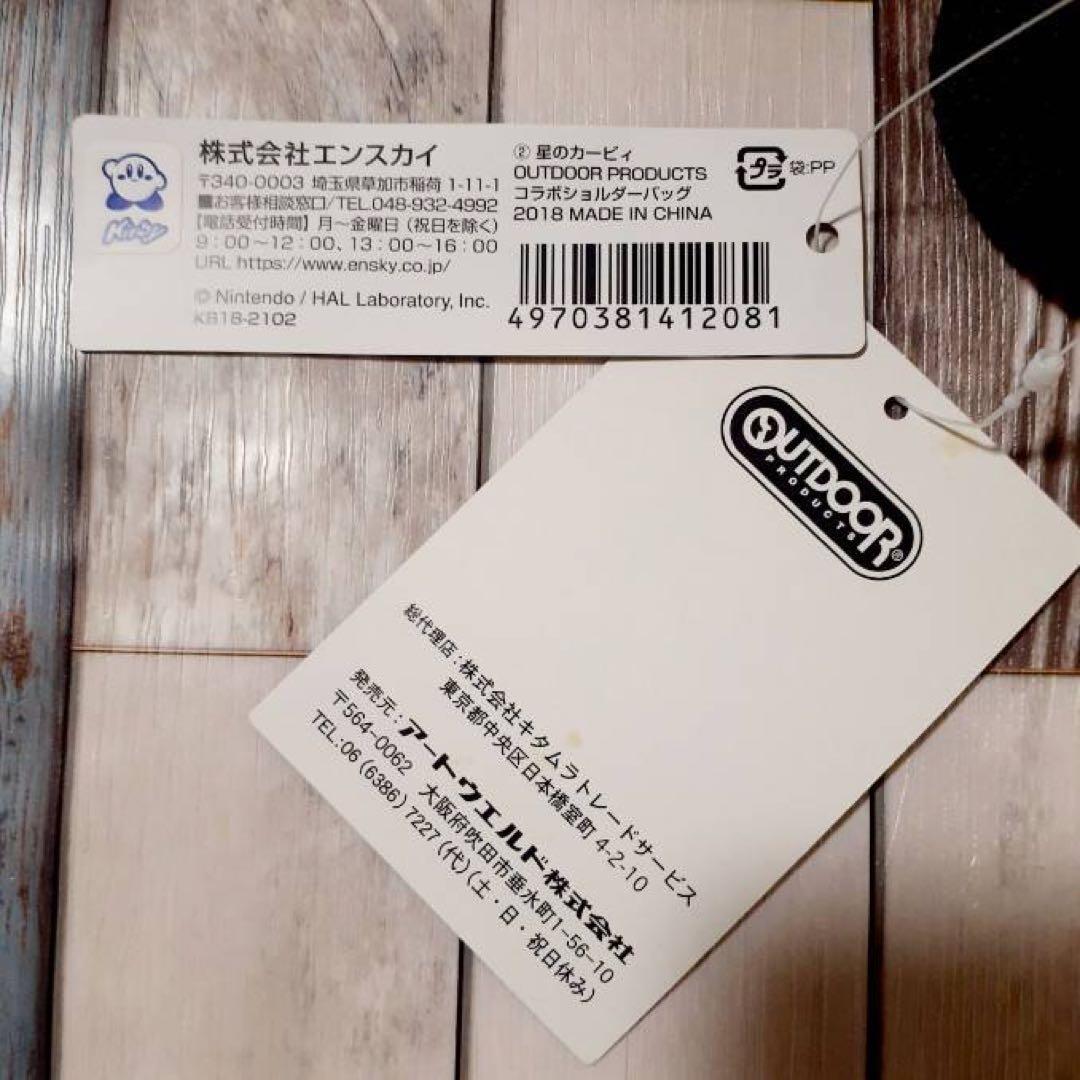 Kirby
株式会社エンスカイ
〒340-0003 埼玉県草加市稲荷 1-11-1
■お客様相談窓口/TEL.048-932-4992
【電話受付時間】月～金曜日（祝日を除く）
9：00～12：00、13：00～16：00
URL https://www.ensky.co.jp/
© Nintendo / HAL Laboratory, Inc.
KB18-2102
② 星のカービィ
OUTDOOR PRODUCTS
コラボショルダーバッグ
2018 MADE IN CHINA
4970381412081
プラ 袋:PP
OUTDOOR®
PRODUCTS
総代理店：株式会社キタムラトレードサービス
東京都中央区日本橋室町 4-2-10
発売元：アートウエルド株式会社
〒564-0062 大阪府吹田市垂水町1-56-10
TEL:06(6386)7227(代)(土・日・祝日休み)